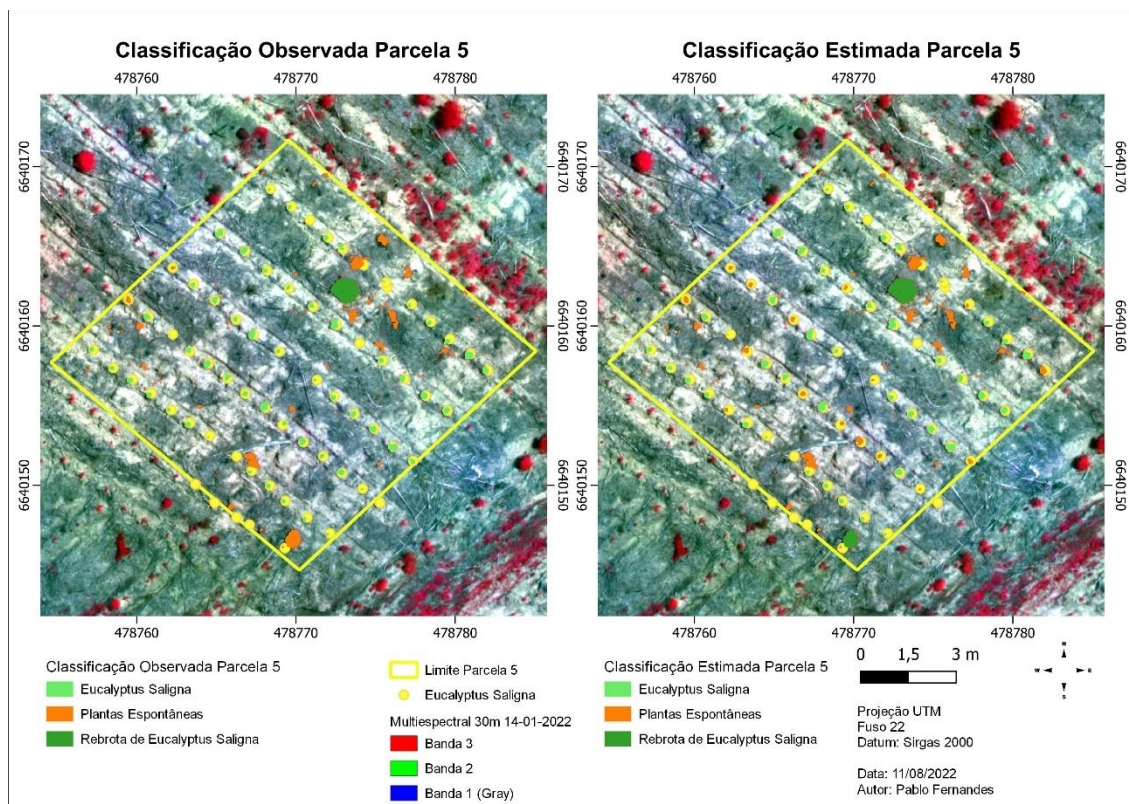 Classificação Observada Parcela 5
Classificação Estimada Parcela 5
478760 478770 478780
478760 478770 478780
6640170
6640160
6640150
6640170
6640160
6640150
6640170
6640160
6640150
6640170
6640160
6640150
478760 478770 478780
478760 478770 478780
Classificação Observada Parcela 5
Eucalyptus Saligna
Plantas Espontâneas
Rebrota de Eucalyptus Saligna
Limite Parcela 5
Eucalyptus Saligna
Multiespectral 30m 14-01-2022
Banda 3
Banda 2
Banda 1 (Gray)
Classificação Estimada Parcela 5
Eucalyptus Saligna
Plantas Espontâneas
Rebrota de Eucalyptus Saligna
0 1,5 3 m
N
W E
S
Projeção UTM
Fuso 22
Datum: Sirgas 2000
Data: 11/08/2022
Autor: Pablo Fernandes